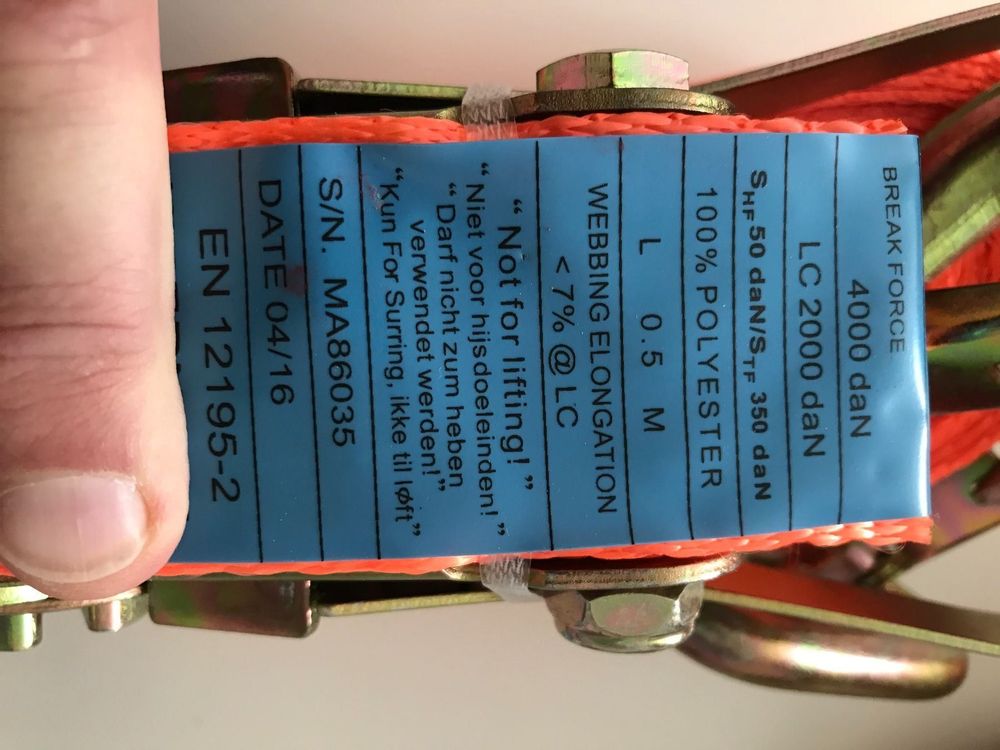 BREAK FORCE
4000 daN
LC 2000 daN
SHF 50 daN/STF 350 daN
100% POLYESTER
L 0.5 M
WEBBING ELONGATION
< 7% @ LC
“ Not for lifting! ”
“ Niet voor hijsdoeleinden! ”
“ Darf nicht zum heben
verwendet werden!”
“Kun For Surring, ikke til løft”
S/N. MA86035
DATE 04/16
EN 12195-2